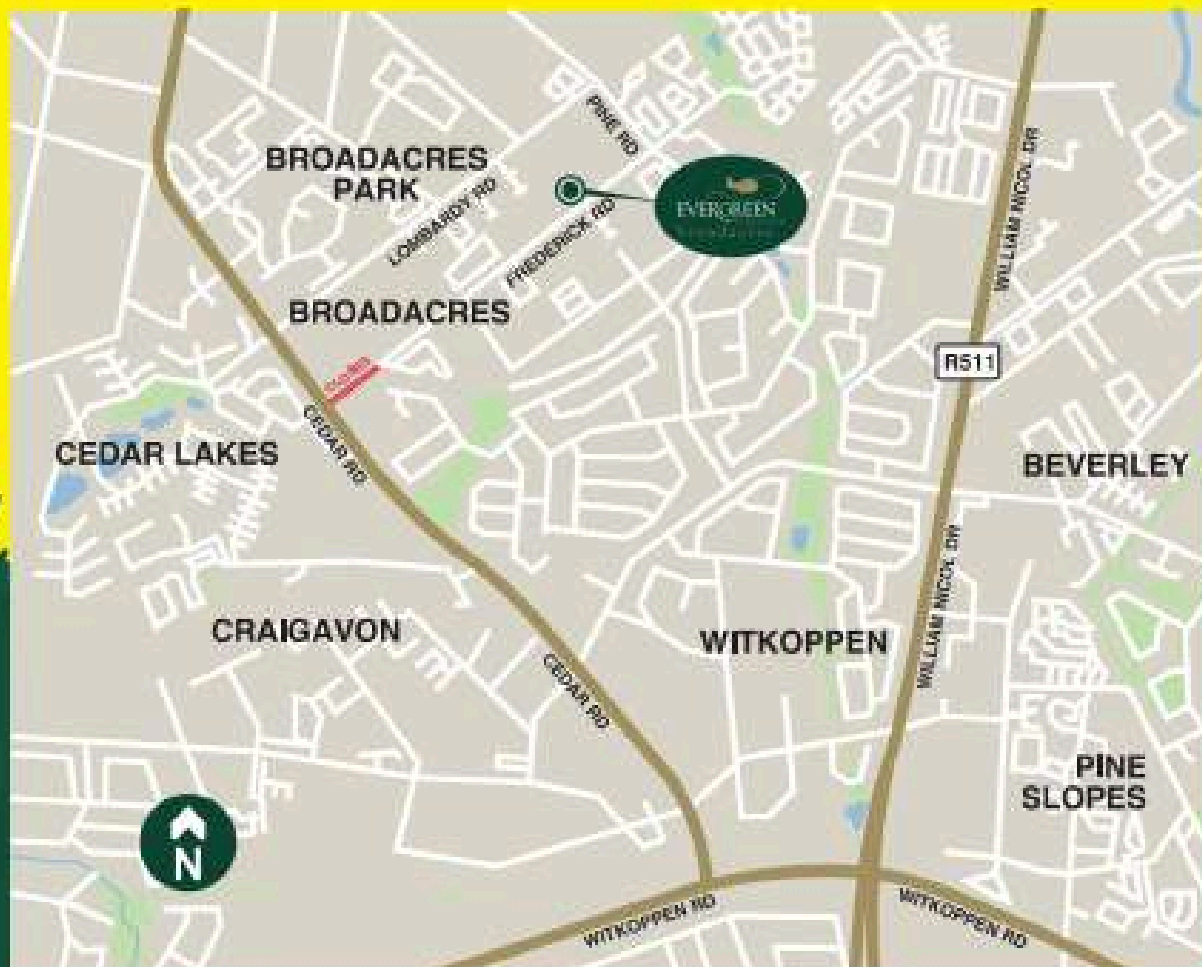 PINE RD
BROADACRES
PARK
LOMBARDY RD
EVERGREEN
FREDERICK RD
WILLIAM NICOL DR
BROADACRES
R511
CEDAR RD
CEDAR LAKES
BEVERLEY
WILLIAM NICOL DR
CRAIGAVON
WITKOPPEN
CEDAR RD
PINE
SLOPES
N
WITKOPPEN RD
WITKOPPEN RD